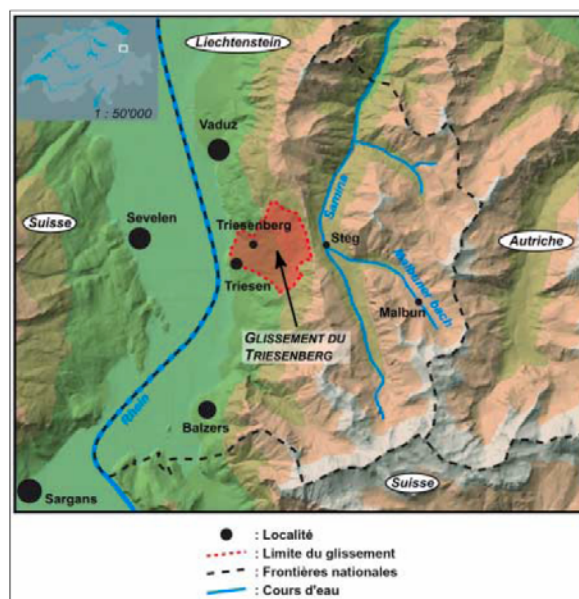 Liechtenstein
1 : 50'000
Vaduz
Suisse
Sevelen
Triesenberg
Samina
Steg
Autriche
Triesen
Malbuner bach
Malbun
GLISSEMENT DU
TRIESENBERG
Rhein
Balzers
Suisse
Sargans
: Localité
: Limite du glissement
: Frontières nationales
: Cours d'eau